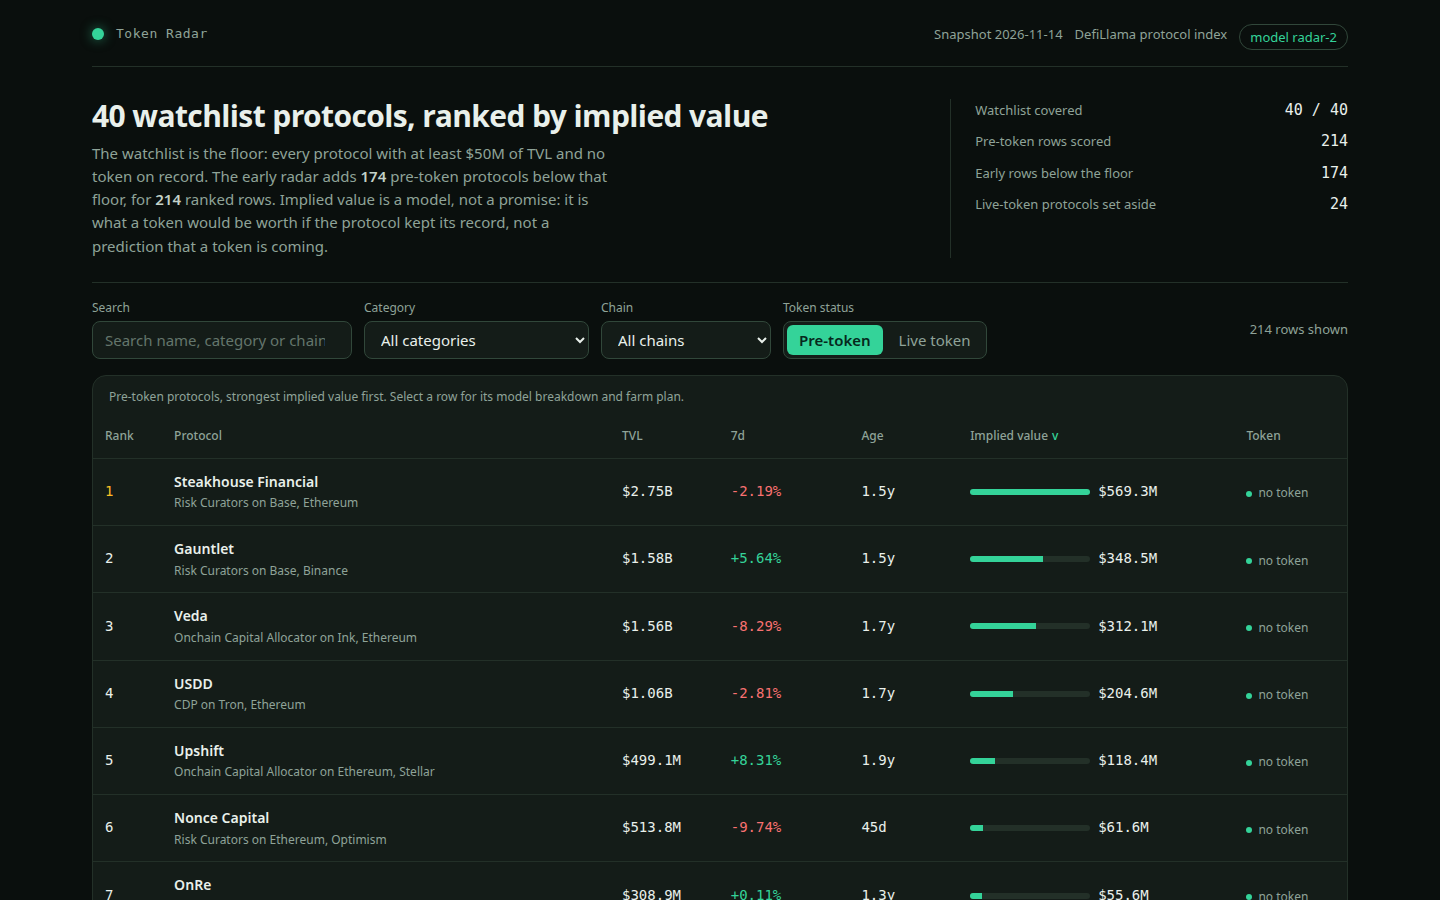 Token Radar
Snapshot 2026-11-14 DefiLlama protocol index model radar-2
40 watchlist protocols, ranked by implied value
The watchlist is the floor: every protocol with at least $50M of TVL and no
token on record. The early radar adds 174 pre-token protocols below that
floor, for 214 ranked rows. Implied value is a model, not a promise: it is
what a token would be worth if the protocol kept its record, not a
prediction that a token is coming.
Watchlist covered 40 / 40
Pre-token rows scored 214
Early rows below the floor 174
Live-token protocols set aside 24
Search Category Chain Token status
Search name, category or chain All categories All chains Pre-token Live token 214 rows shown
Pre-token protocols, strongest implied value first. Select a row for its model breakdown and farm plan.
Rank Protocol TVL 7d Age Implied value v Token
1 Steakhouse Financial $2.75B -2.19% 1.5y $569.3M no token
Risk Curators on Base, Ethereum
2 Gauntlet $1.58B +5.64% 1.5y $348.5M no token
Risk Curators on Base, Binance
3 Veda $1.56B -8.29% 1.7y $312.1M no token
Onchain Capital Allocator on Ink, Ethereum
4 USDD $1.06B -2.81% 1.7y $204.6M no token
CDP on Tron, Ethereum
5 Upshift $499.1M +8.31% 1.9y $118.4M no token
Onchain Capital Allocator on Ethereum, Stellar
6 Nonce Capital $513.8M -9.74% 45d $61.6M no token
Risk Curators on Ethereum, Optimism
7 OnRe $308.9M +0.11% 1.3y $55.6M no token